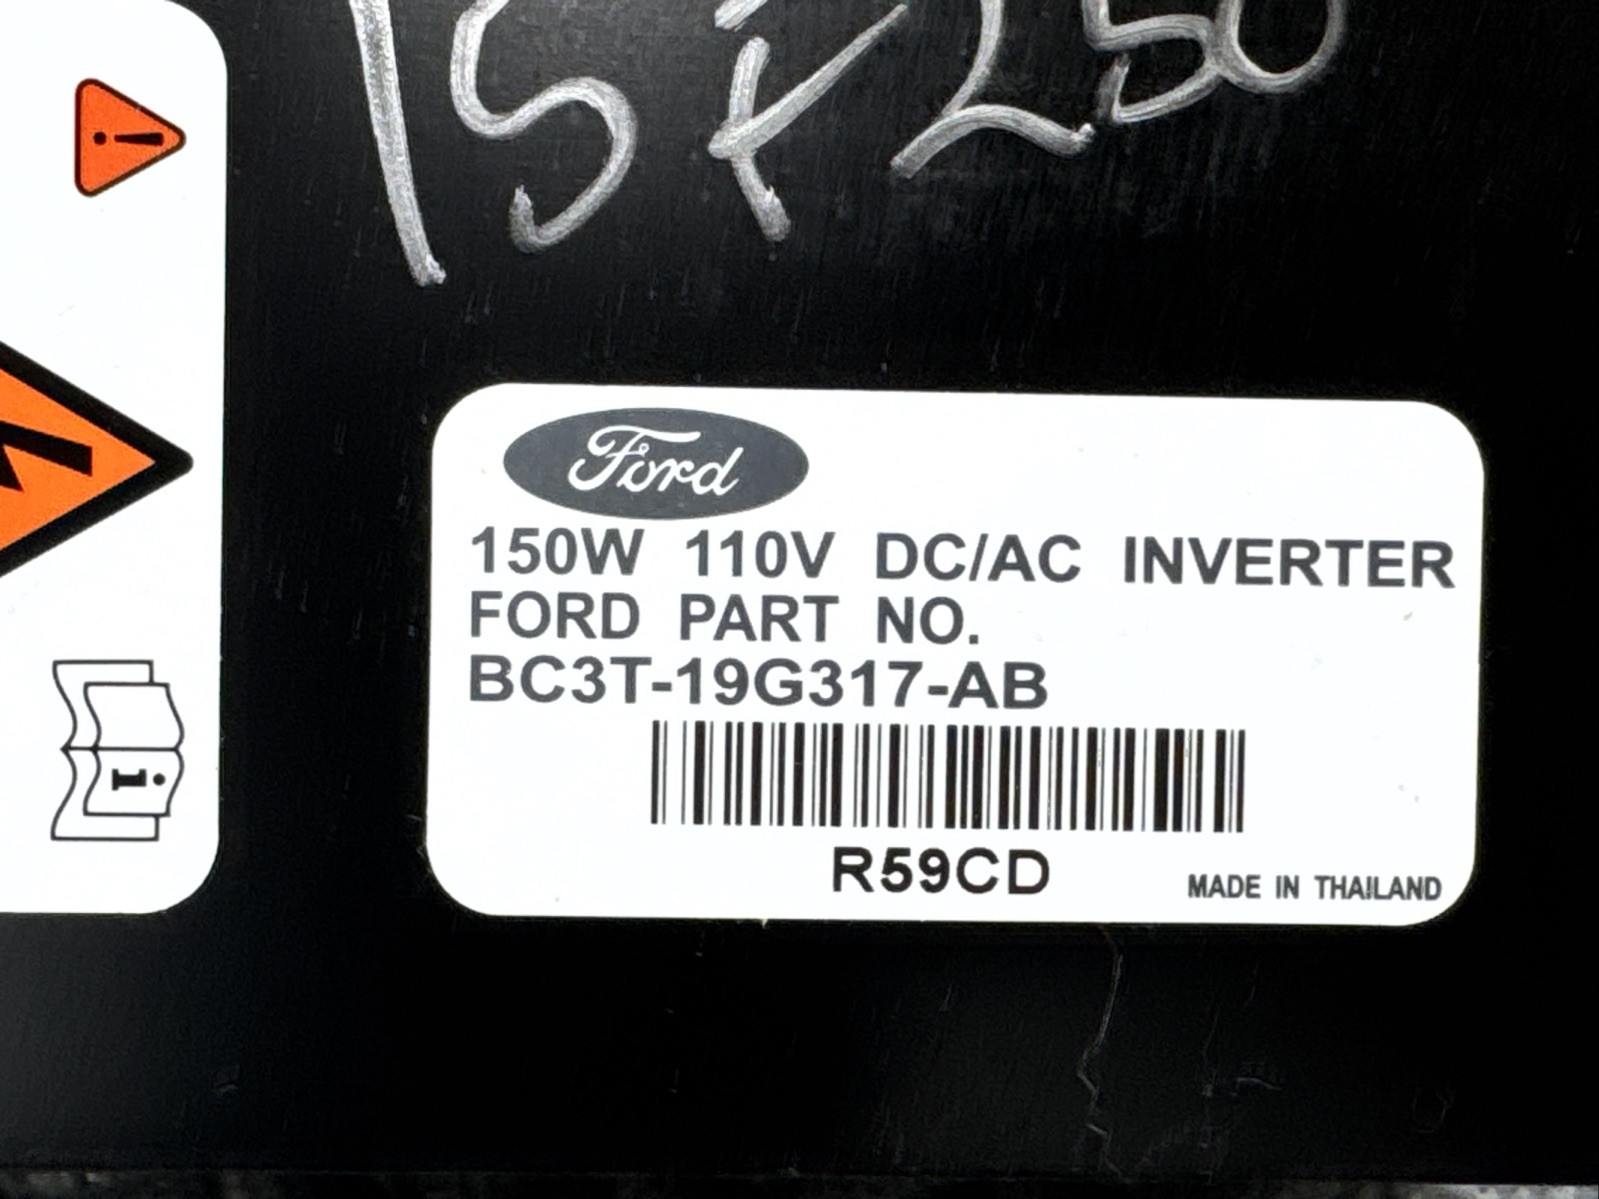 15 F250
Ford
150W 110V DC/AC INVERTER
FORD PART NO.
BC3T-19G317-AB
R59CD
MADE IN THAILAND
i